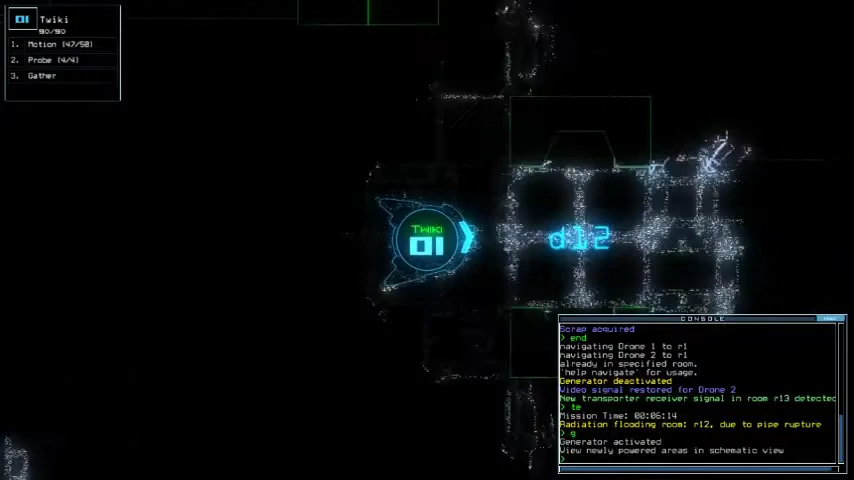 01 Twiki
90/90
1. Motion [47/50]
2. Probe [4/4]
3. Gather
Twiki
01
d12
CONSOLE
Scrap acquired
> end
navigating Drone 1 to r1
navigating Drone 2 to r1
already in specified room.
'help navigate' for usage.
Generator deactivated
Video signal restored for Drone 2
New transporter receiver signal in room r13 detected
> te
Mission Time: 00:06:14
Radiation flooding room: r12, due to pipe rupture
> g
Generator activated
View newly powered areas in schematic view
>